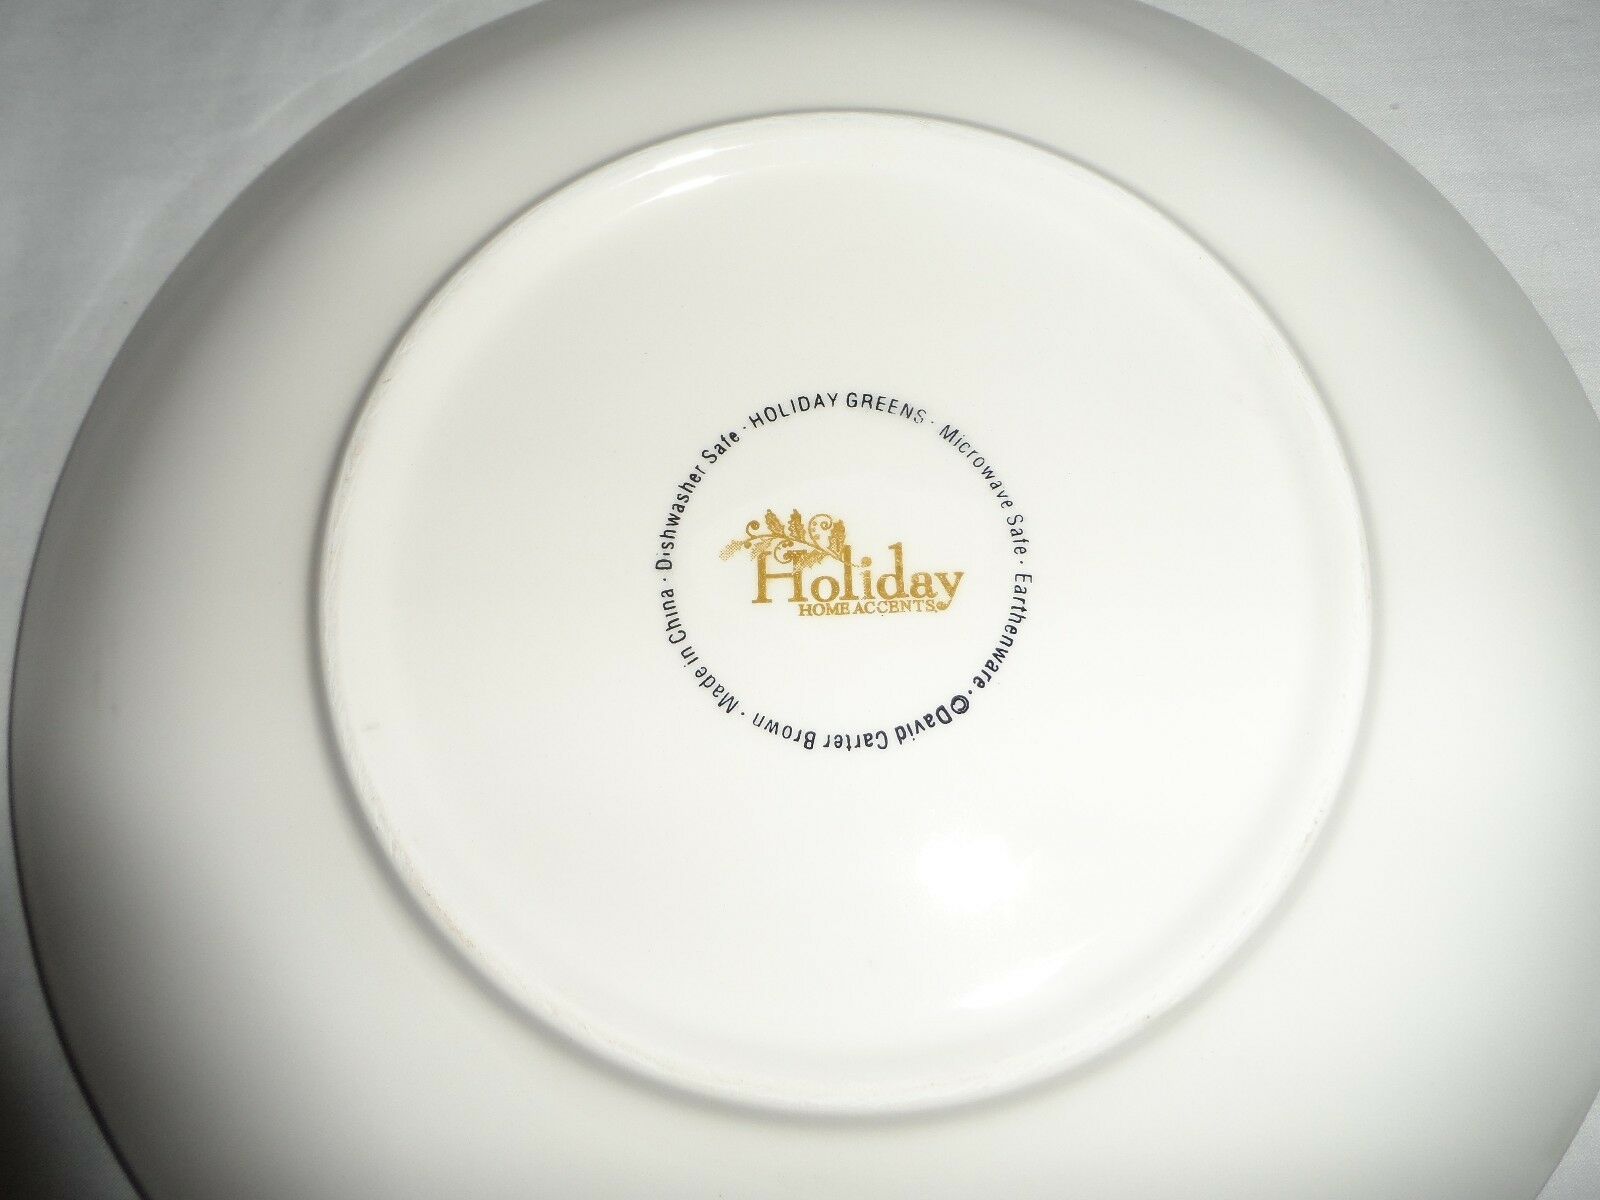 HOLIDAY GREENS · Microwave Safe · Earthenware · ©David Carter Brown · Made in China · Dishwasher Safe ·
Holiday
HOME ACCENTS